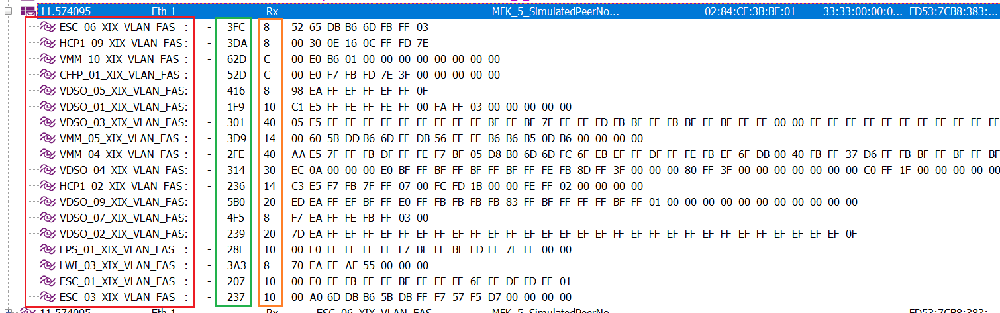 11.574095 Eth 1 Rx MFK_5_SimulatedPeerNo... 02:84:CF:3B:BE:01 33:33:00:00:0... FD53:7CB8:383:...
ESC_06_XIX_VLAN_FAS : - 3FC 8 52 65 DB B6 6D FB FF 03
HCP1_09_XIX_VLAN_FAS: - 3DA 8 00 30 0E 16 0C FF FD 7E
VMM_10_XIX_VLAN_FAS : - 62D C 00 E0 B6 01 00 00 00 00 00 00 00 00
CFFP_01_XIX_VLAN_FAS : - 52D C 00 E0 F7 FB FD 7E 3F 00 00 00 00 00
VDSO_05_XIX_VLAN_FAS: - 416 8 98 EA FF EF FF EF FF 0F
VDSO_01_XIX_VLAN_FAS: - 1F9 10 C1 E5 FF FE FF FE FF 00 FA FF 03 00 00 00 00 00
VDSO_03_XIX_VLAN_FAS: - 301 40 05 E5 FF FF FF FE FF FF EF FF FF BF FF BF 7F FF FE FD FB BF FF FB BF FF BF FF FF 00 00 FE FF FF EF FF FF FF FE FF FF FF
VMM_05_XIX_VLAN_FAS : - 3D9 14 00 60 5B DD B6 6D FF DB 56 FF FF B6 B6 B5 0D B6 00 00 00 00
VMM_04_XIX_VLAN_FAS : - 2FE 40 AA E5 7F FF FB DF FF FE F7 BF 05 D8 B0 6D 6D FC 6F EB EF FF DF FF FE FB EF 6F DB 00 40 FB FF 37 D6 FF FB BF FF BF FF BF
VDSO_04_XIX_VLAN_FAS: - 314 30 EC 0A 00 00 00 E0 BF FF BF FF BF FF BF FF FE FB 8D FF 3F 00 00 00 80 FF 3F 00 00 00 00 00 00 00 C0 FF 1F 00 00 00 00 00
HCP1_02_XIX_VLAN_FAS: - 236 14 C3 E5 F7 FB 7F FF 07 00 FC FD 1B 00 00 FE FF 02 00 00 00 00
VDSO_09_XIX_VLAN_FAS: - 5B0 20 ED EA FF EF BF FF E0 FF FB FB FB FB 83 FF BF FF FF FF BF FF 01 00 00 00 00 00 00 00 00 00 00 00
VDSO_07_XIX_VLAN_FAS: - 4F5 8 F7 EA FF FE FB FF 03 00
VDSO_02_XIX_VLAN_FAS: - 239 20 7D EA FF EF FF EF FF EF FF EF FF EF FF EF EF EF EF FF EF FF EF FF EF FF EF FF EF EF EF EF EF 0F
EPS_01_XIX_VLAN_FAS : - 28E 10 00 E0 FF FE FF FE F7 BF FF BF ED EF 7F FE 00 00
LWI_03_XIX_VLAN_FAS : - 3A3 8 70 EA FF AF 55 00 00 00
ESC_01_XIX_VLAN_FAS : - 207 10 00 E0 FF FB FF FE BF FF EF FF 6F FF DF FD FF 01
ESC_03_XIX_VLAN_FAS : - 237 10 00 A0 6D DB B6 5B DB FF F7 57 F5 D7 00 00 00 00
11.574095 Eth 1 Rx ESC_06_XIX_VLAN_FAS MFK_5_SimulatedPeerNo... FD53:7CB8:383:...